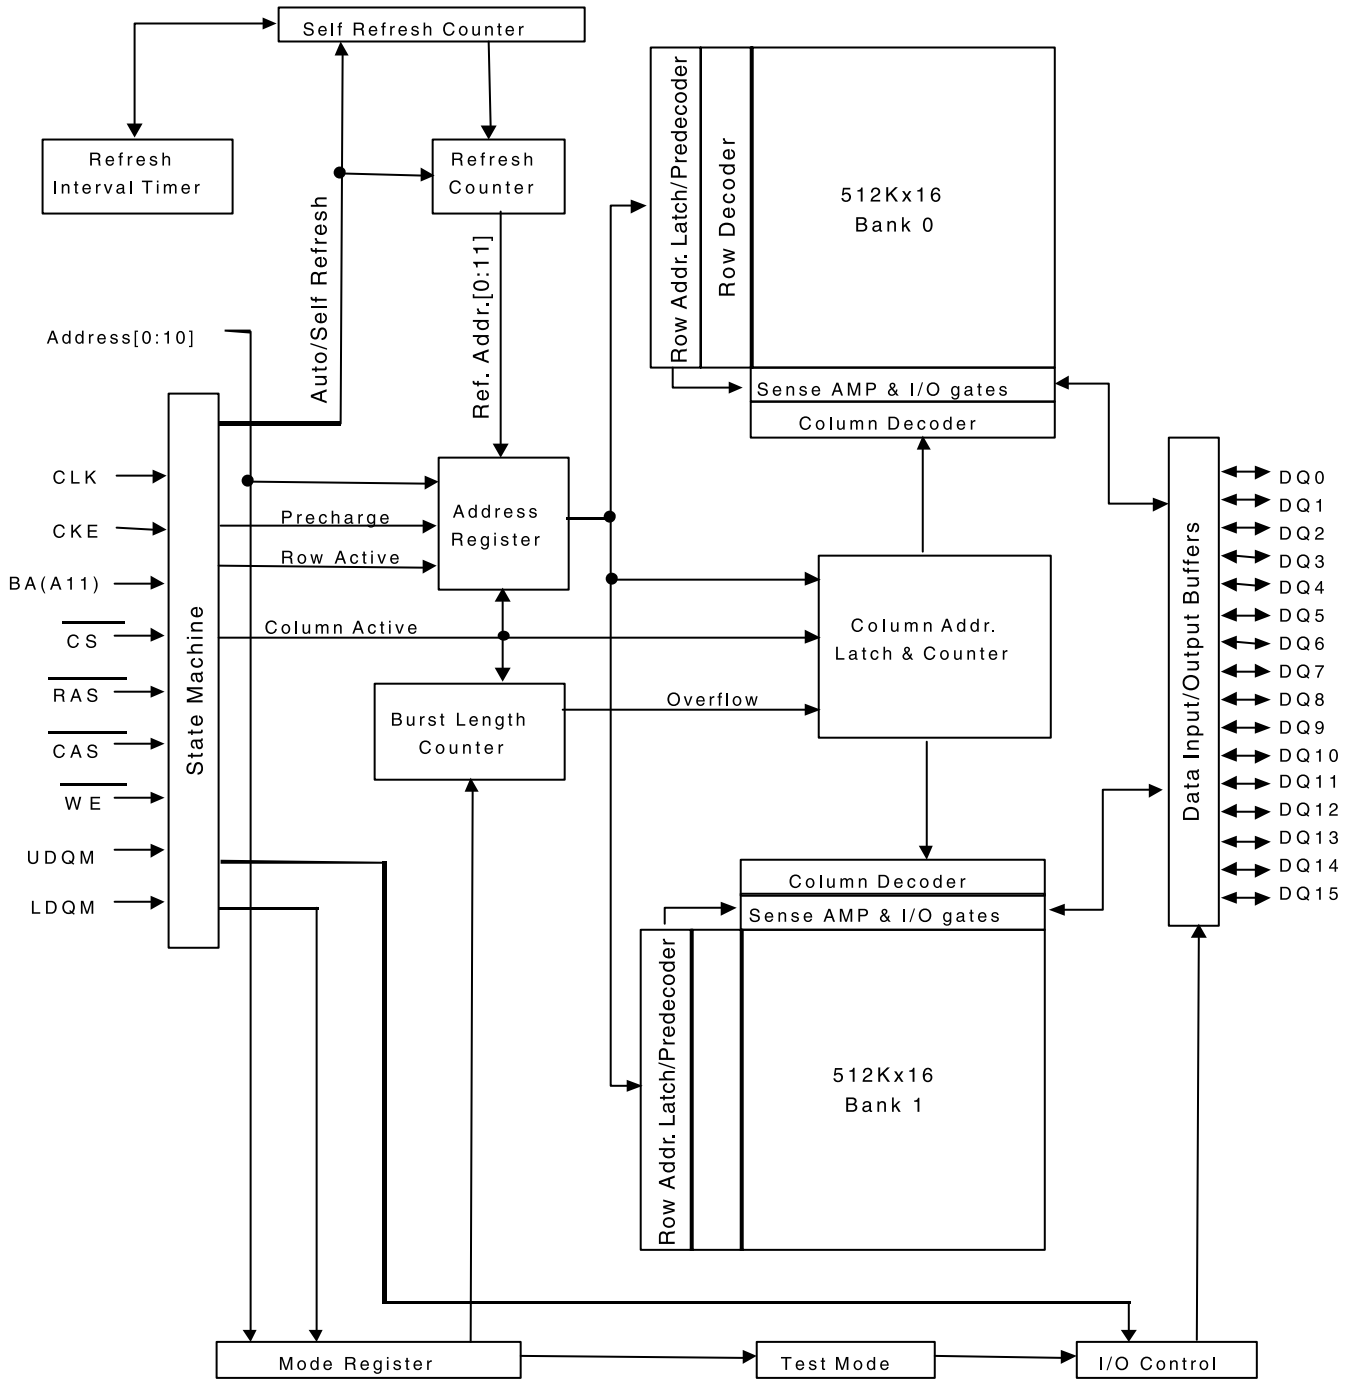 Self Refresh Counter
Refresh
Interval Timer
Refresh
Counter
Auto/Self Refresh
Ref. Addr.[0:11]
Row Addr. Latch/Predecoder
Row Decoder
512Kx16
Bank 0
Sense AMP & I/O gates
Column Decoder
Address[0:10]
CLK
CKE
BA(A11)
CS
RAS
CAS
WE
UDQM
LDQM
State Machine
Precharge
Row Active
Column Active
Address
Register
Burst Length
Counter
Overflow
Column Addr.
Latch & Counter
Data Input/Output Buffers
DQ0
DQ1
DQ2
DQ3
DQ4
DQ5
DQ6
DQ7
DQ8
DQ9
DQ10
DQ11
DQ12
DQ13
DQ14
DQ15
Column Decoder
Sense AMP & I/O gates
Row Addr. Latch/Predecoder
512Kx16
Bank 1
Mode Register
Test Mode
I/O Control